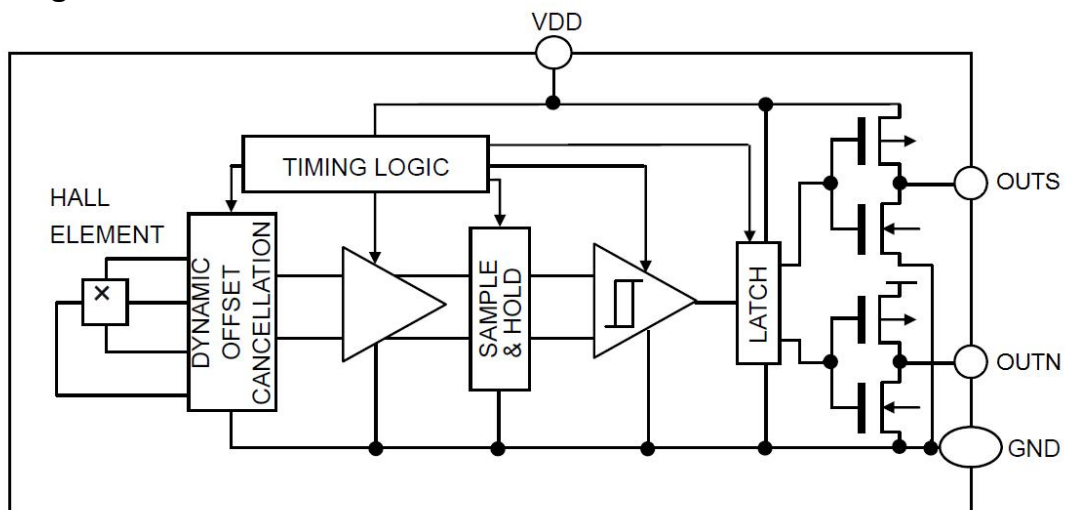 VDD
TIMING LOGIC
HALL
ELEMENT
DYNAMIC
OFFSET
CANCELLATION
SAMPLE
& HOLD
LATCH
OUTS
OUTN
GND